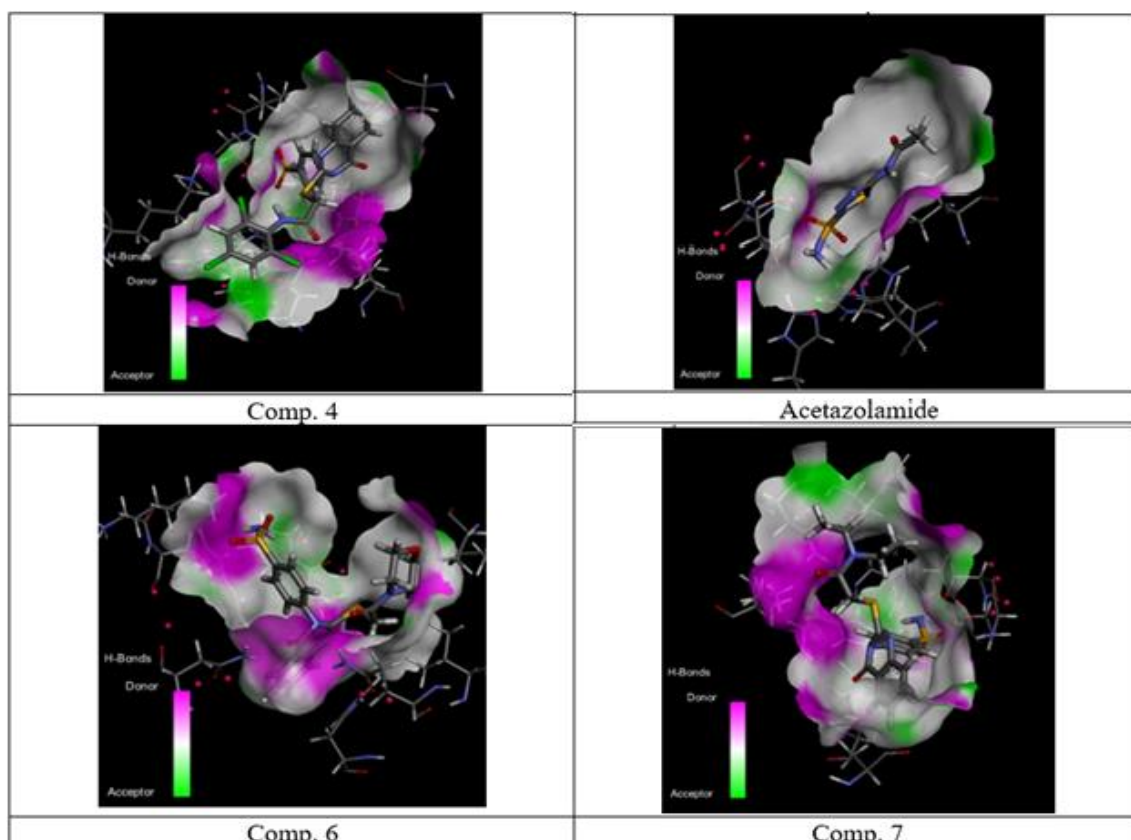 H-Bonds
Donor
Acceptor
Comp. 4
H-Bonds
Donor
Acceptor
Acetazolamide
H-Bonds
Donor
Acceptor
Comp. 6
H-Bonds
Donor
Acceptor
Comp. 7